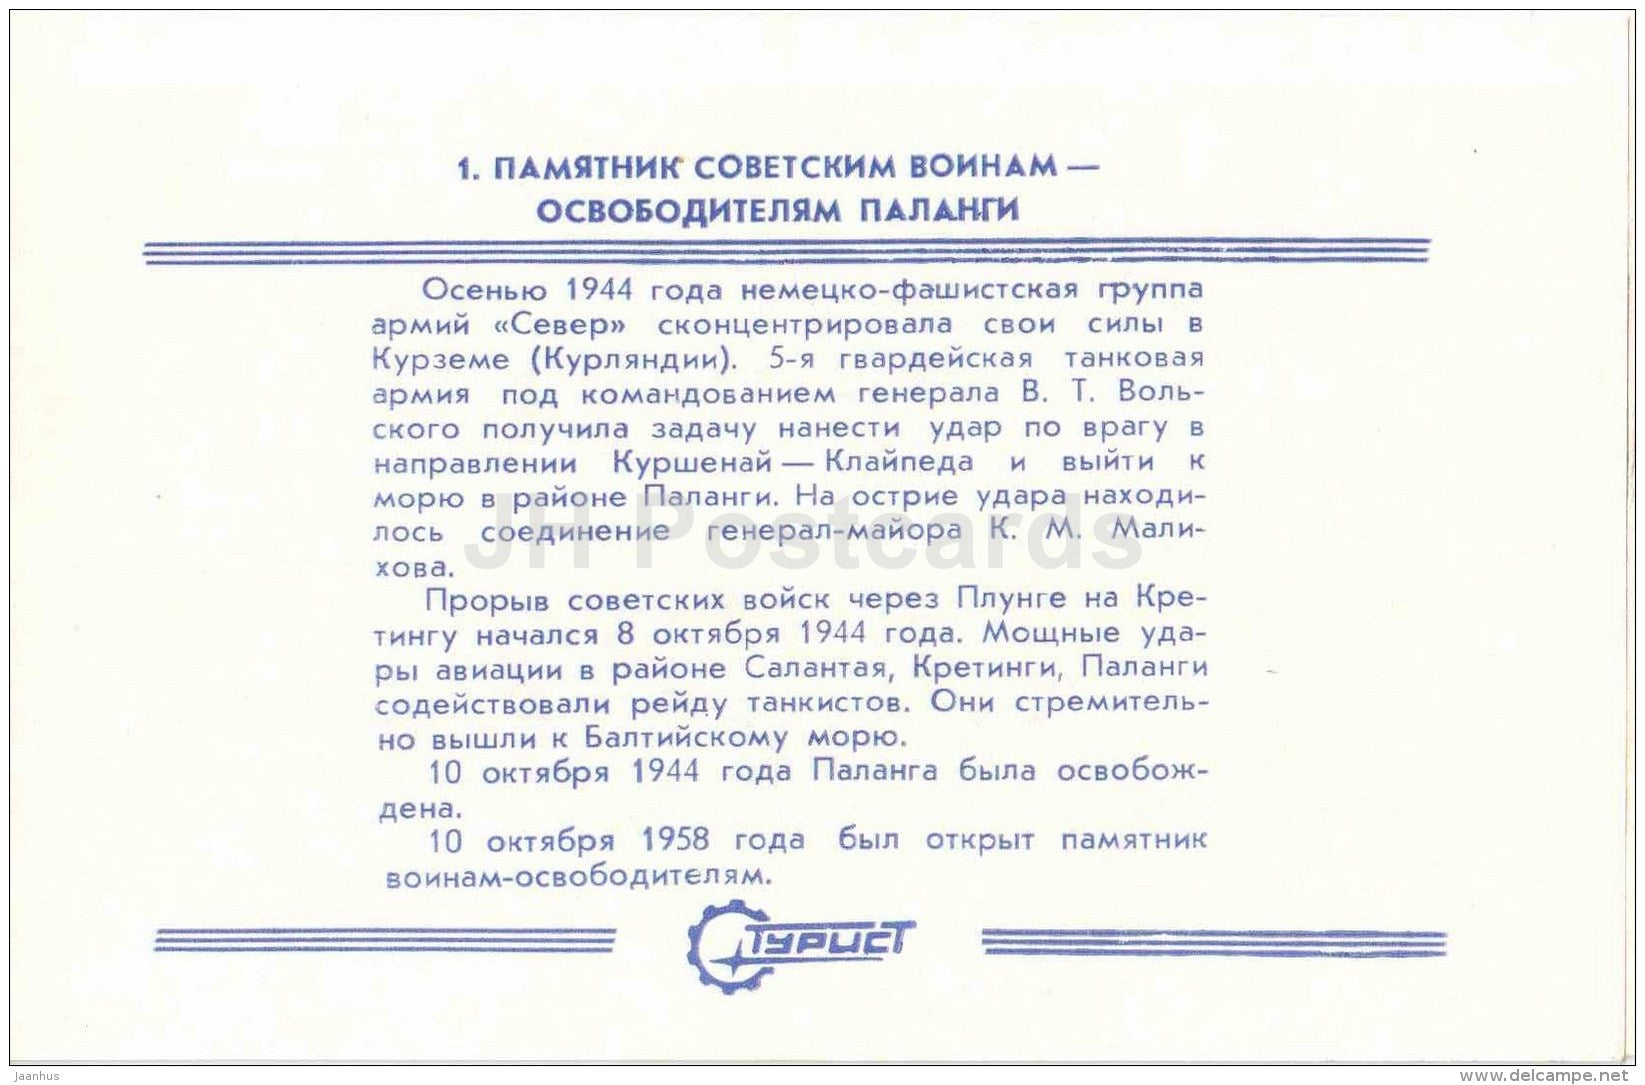 1. ПАМЯТНИК СОВЕТСКИМ ВОИНАМ —
ОСВОБОДИТЕЛЯМ ПАЛАНГИ
Осенью 1944 года немецко-фашистская группа
армий «Север» сконцентрировала свои силы в
Курземе (Курляндии). 5-я гвардейская танковая
армия под командованием генерала В. Т. Воль-
ского получила задачу нанести удар по врагу в
направлении Куршенай — Клайпеда и выйти к
морю в районе Паланги. На острие удара находи-
лось соединение генерал-майора К. М. Мали-
хова.
Прорыв советских войск через Плунге на Кре-
тингу начался 8 октября 1944 года. Мощные уда-
ры авиации в районе Салантая, Кретинги, Паланги
содействовали рейду танкистов. Они стремитель-
но вышли к Балтийскому морю.
10 октября 1944 года Паланга была освобож-
дена.
10 октября 1958 года был открыт памятник
воинам-освободителям.
ТУРИСТ
JH Postcards
jaanhus
www.delcampe.net